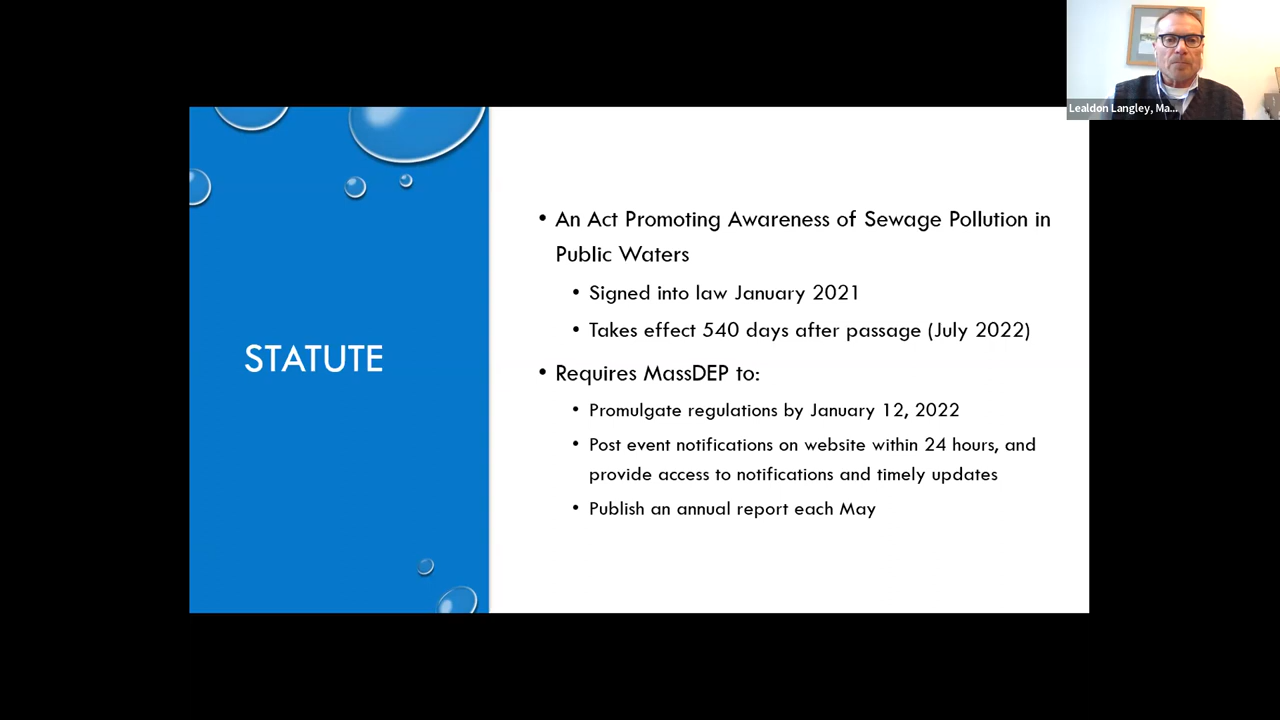 Lealdon Langley, Ma...
STATUTE
• An Act Promoting Awareness of Sewage Pollution in
Public Waters
• Signed into law January 2021
• Takes effect 540 days after passage (July 2022)
• Requires MassDEP to:
• Promulgate regulations by January 12, 2022
• Post event notifications on website within 24 hours, and
provide access to notifications and timely updates
• Publish an annual report each May